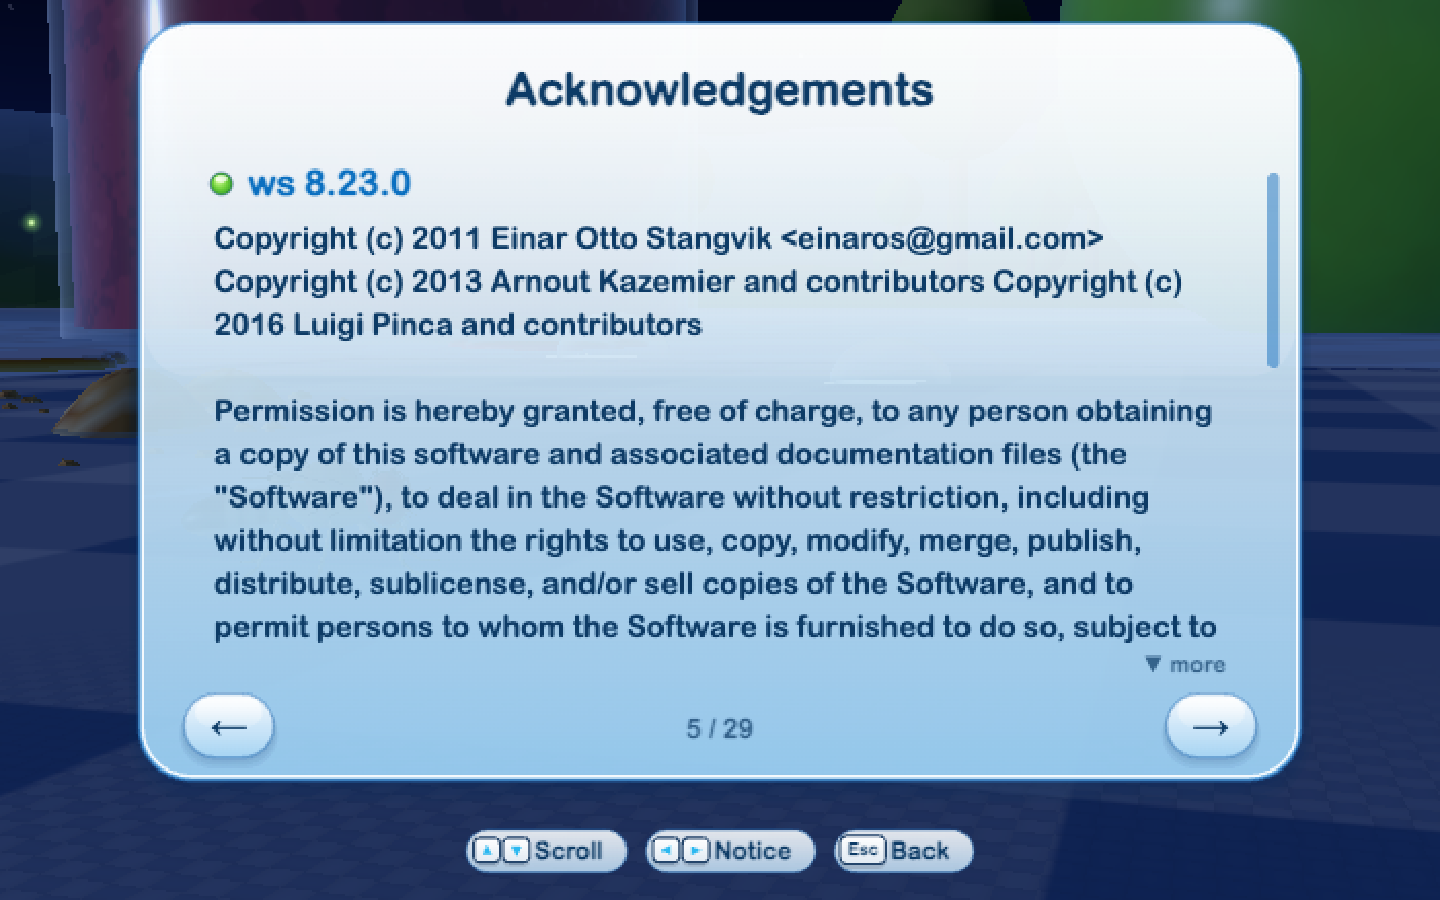 Acknowledgements
ws 8.23.0
Copyright (c) 2011 Einar Otto Stangvik <einaros@gmail.com>
Copyright (c) 2013 Arnout Kazemier and contributors Copyright (c)
2016 Luigi Pinca and contributors
Permission is hereby granted, free of charge, to any person obtaining
a copy of this software and associated documentation files (the
"Software"), to deal in the Software without restriction, including
without limitation the rights to use, copy, modify, merge, publish,
distribute, sublicense, and/or sell copies of the Software, and to
permit persons to whom the Software is furnished to do so, subject to
▼ more
← 5 / 29 →
▲ ▼ Scroll ◄ ► Notice Esc Back